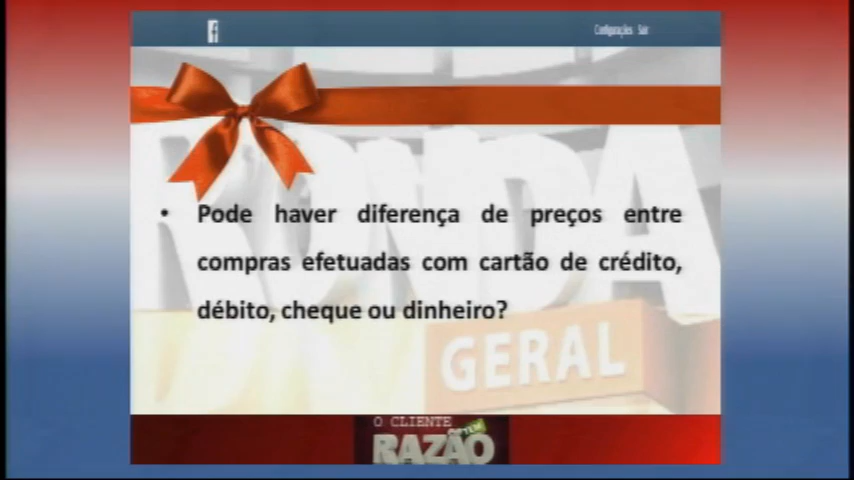 Configurações Sair
RONDA
• Pode haver diferença de preços entre
compras efetuadas com cartão de crédito,
débito, cheque ou dinheiro?
GERAL
O CLIENTE
TEM
RAZÃO